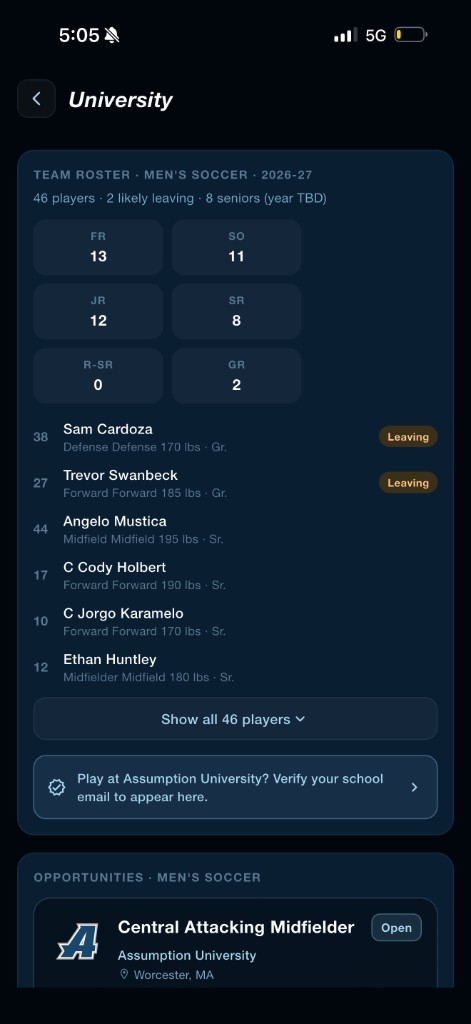 5:05
5G
University
TEAM ROSTER · MEN'S SOCCER · 2026-27
46 players · 2 likely leaving · 8 seniors (year TBD)
FR
13
SO
11
JR
12
SR
8
R-SR
0
GR
2
38
Sam Cardoza
Defense Defense 170 lbs · Gr.
Leaving
27
Trevor Swanbeck
Forward Forward 185 lbs · Gr.
Leaving
44
Angelo Mustica
Midfield Midfield 195 lbs · Sr.
17
C Cody Holbert
Forward Forward 190 lbs · Sr.
10
C Jorgo Karamelo
Forward Forward 170 lbs · Sr.
12
Ethan Huntley
Midfielder Midfield 180 lbs · Sr.
Show all 46 players
Play at Assumption University? Verify your school
email to appear here.
OPPORTUNITIES · MEN'S SOCCER
A
Central Attacking Midfielder
Open
Assumption University
Worcester, MA